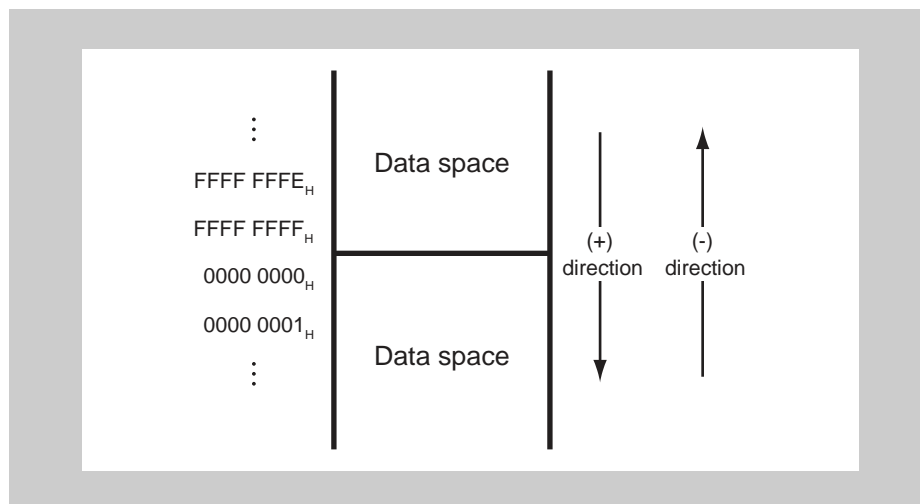 ⋮
Data space
FFFF FFFE_H
FFFF FFFF_H
0000 0000_H
0000 0001_H
⋮
Data space
(+)
direction
(-)
direction